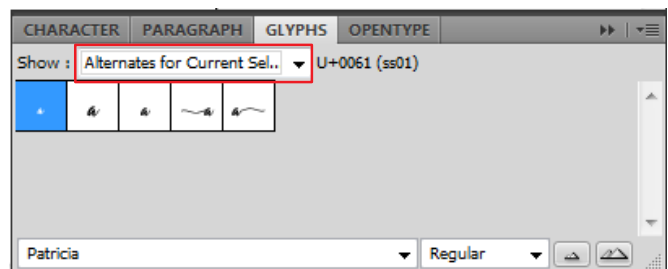 CHARACTER PARAGRAPH GLYPHS OPENTYPE
Show : Alternates for Current Sel.. U+0061 (ss01)
a a a a a
Patricia Regular